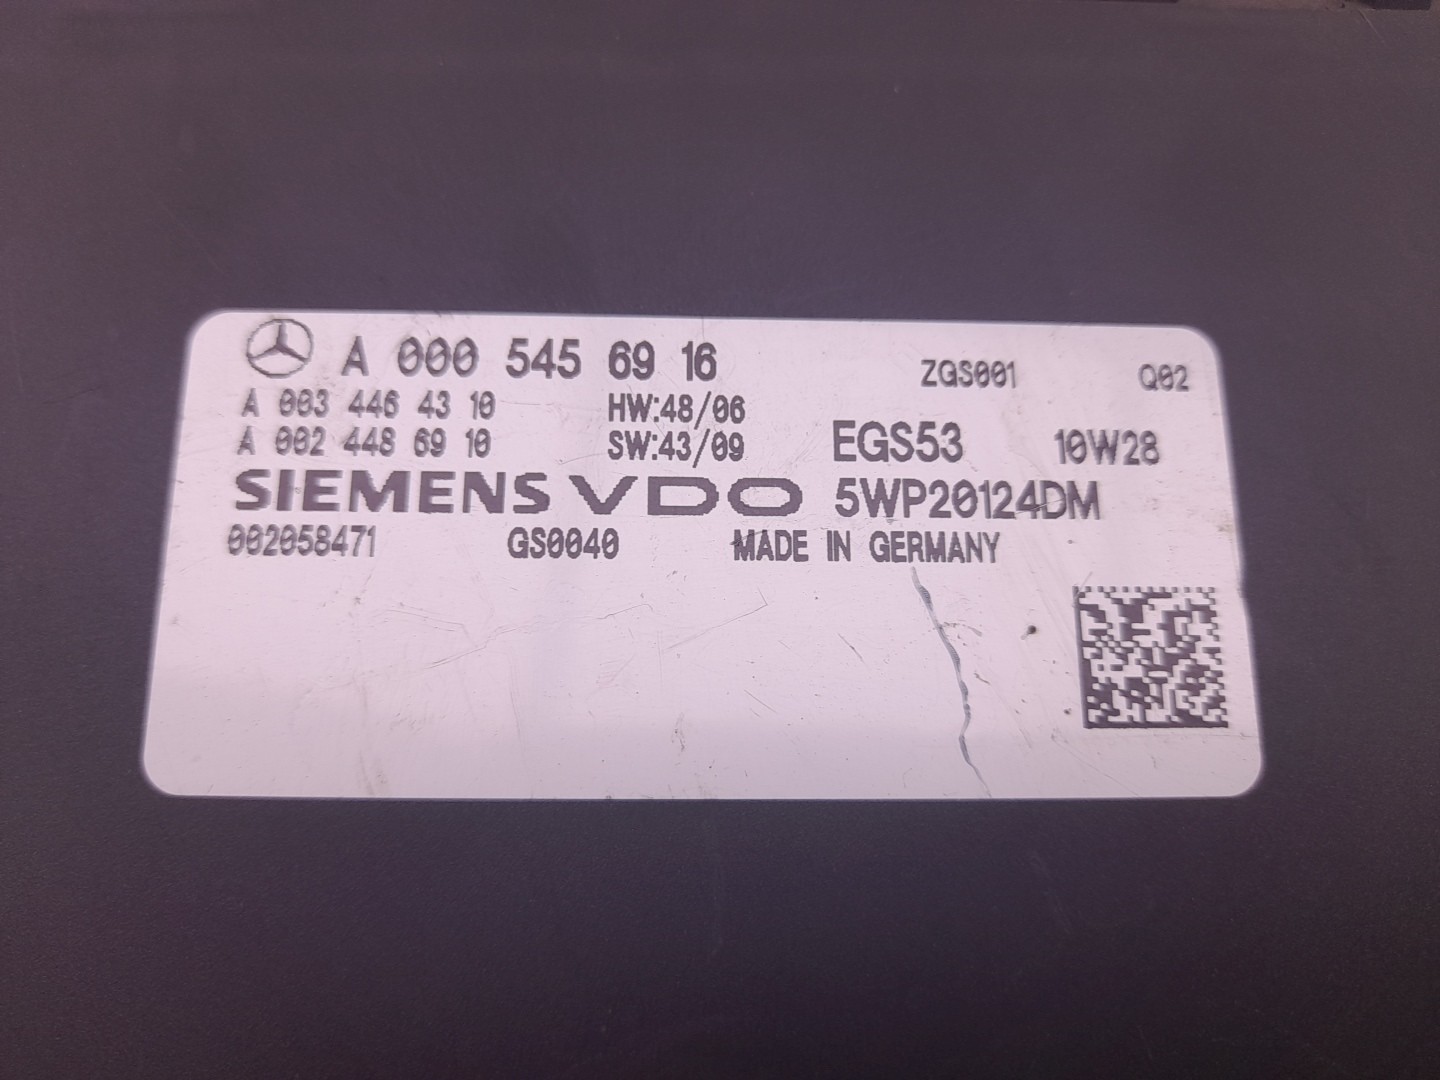 A 000 545 69 16 ZGS001 Q02
A 003 446 43 10 HW:48/06
A 002 448 69 10 SW:43/09 EGS53 10W28
SIEMENS VDO 5WP20124DM
002058471 GS0040 MADE IN GERMANY